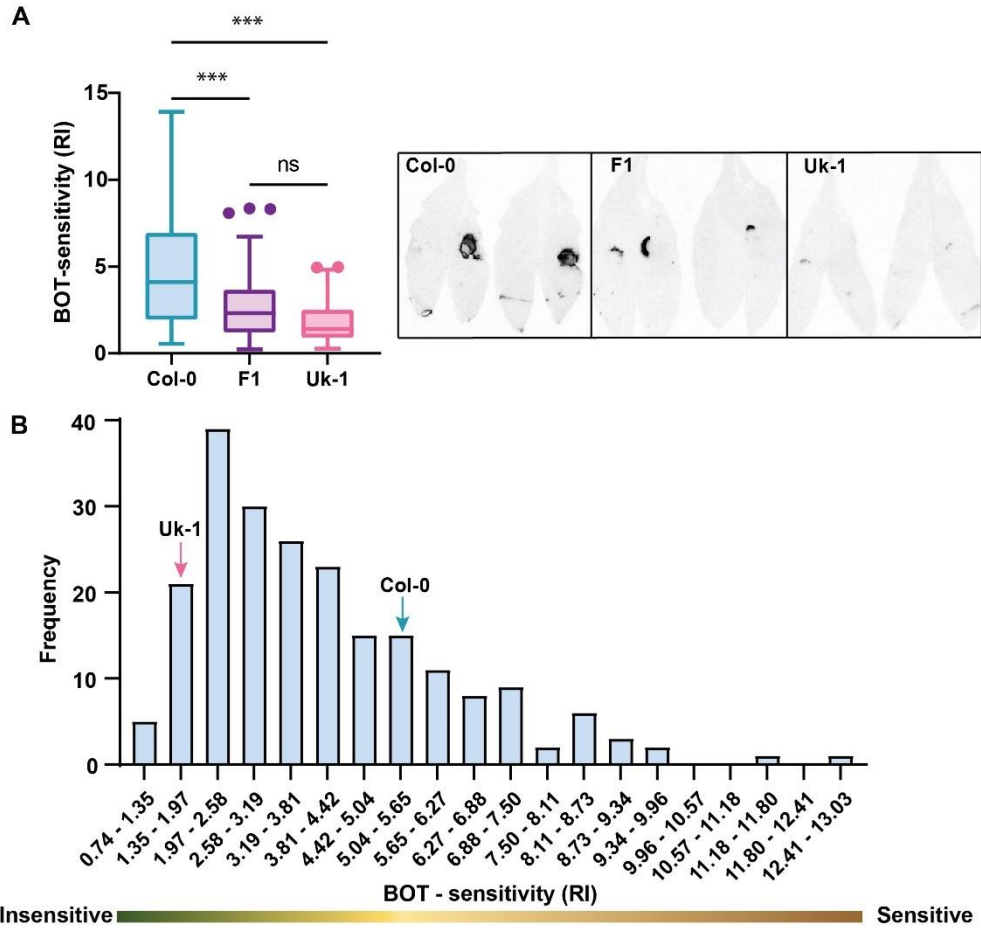 A
***
***
ns
15
10
5
0
BOT-sensitivity (RI)
Col-0
F1
Uk-1
Col-0
F1
Uk-1
B
40
30
20
10
0
Frequency
Uk-1
Col-0
0.74 - 1.35
1.35 - 1.97
1.97 - 2.58
2.58 - 3.19
3.19 - 3.81
3.81 - 4.42
4.42 - 5.04
5.04 - 5.65
5.65 - 6.27
6.27 - 6.88
6.88 - 7.50
7.50 - 8.11
8.11 - 8.73
8.73 - 9.34
9.34 - 9.96
9.96 - 10.57
10.57 - 11.18
11.18 - 11.80
11.80 - 12.41
12.41 - 13.03
BOT - sensitivity (RI)
Insensitive
Sensitive